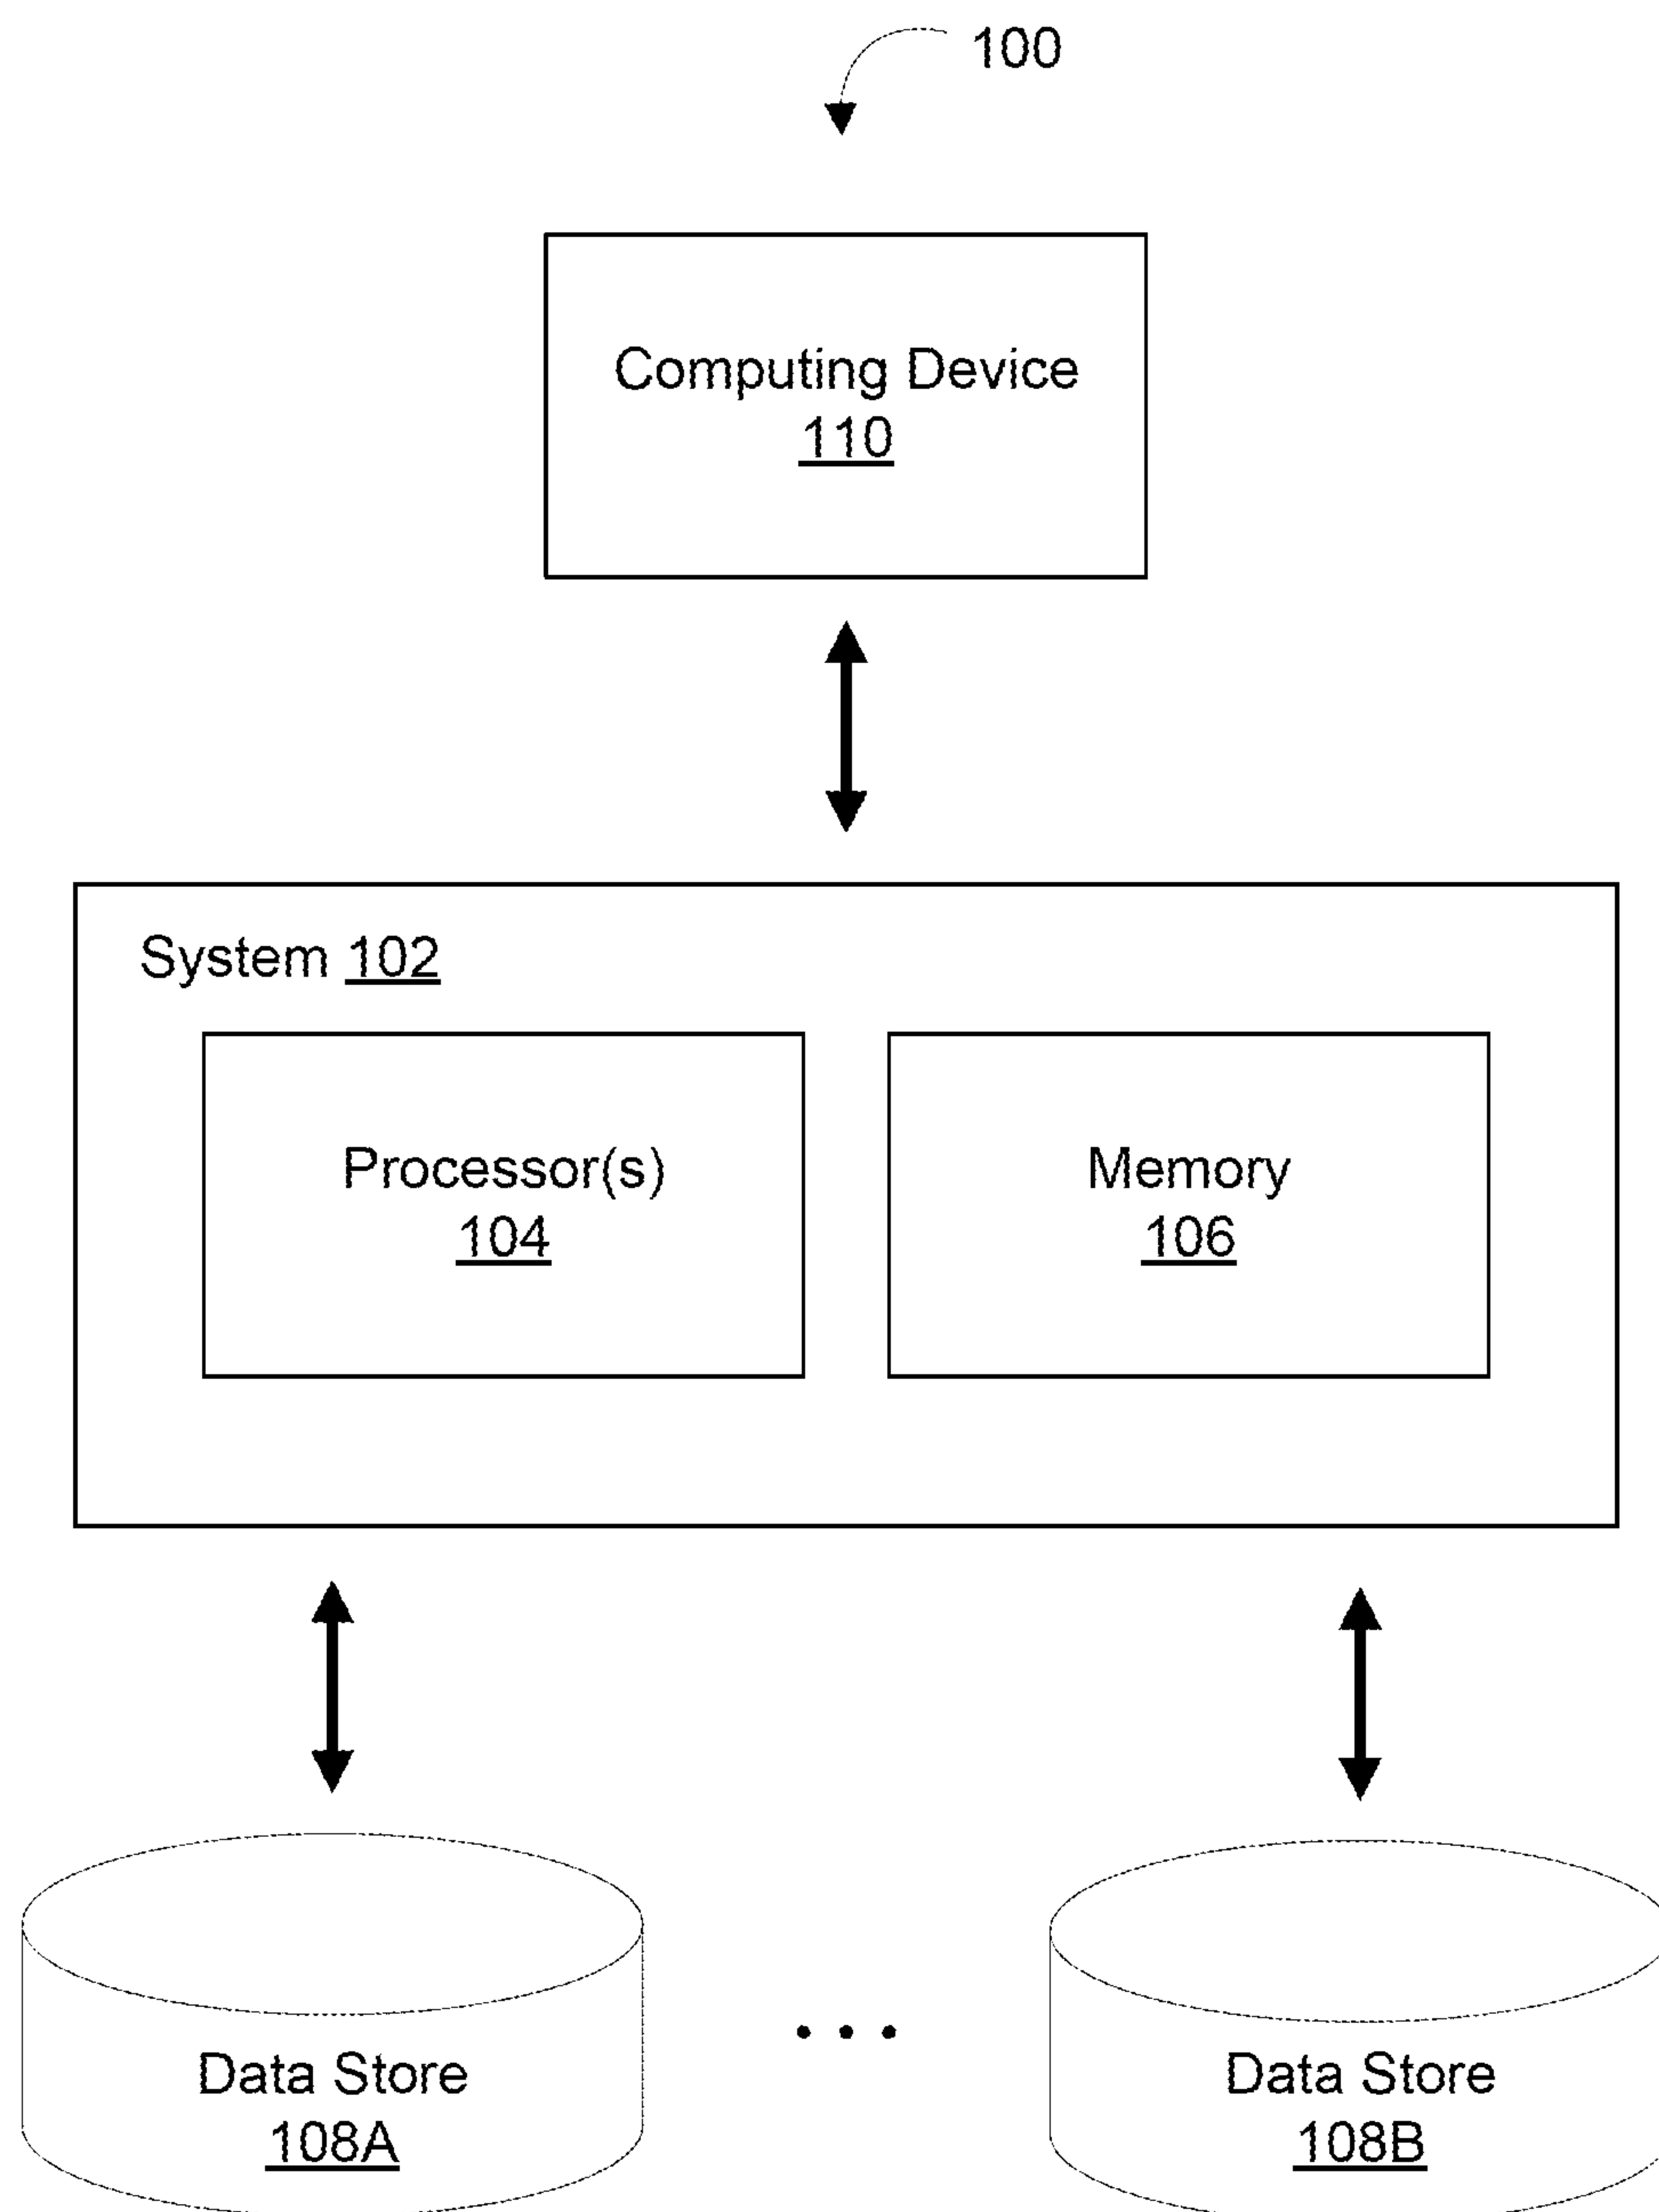 100
Computing Device
110
System 102
Processor(s)
104
Memory
106
Data Store
108A
...
Data Store
108B